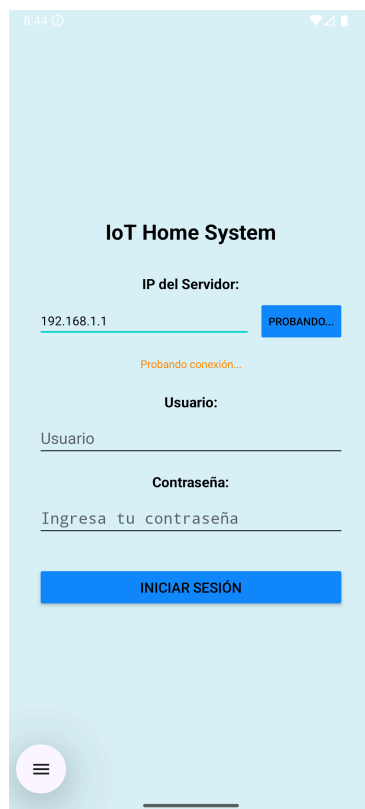 8:44
IoT Home System
IP del Servidor:
192.168.1.1
PROBANDO...
Probando conexión...
Usuario:
Usuario
Contraseña:
Ingresa tu contraseña
INICIAR SESIÓN